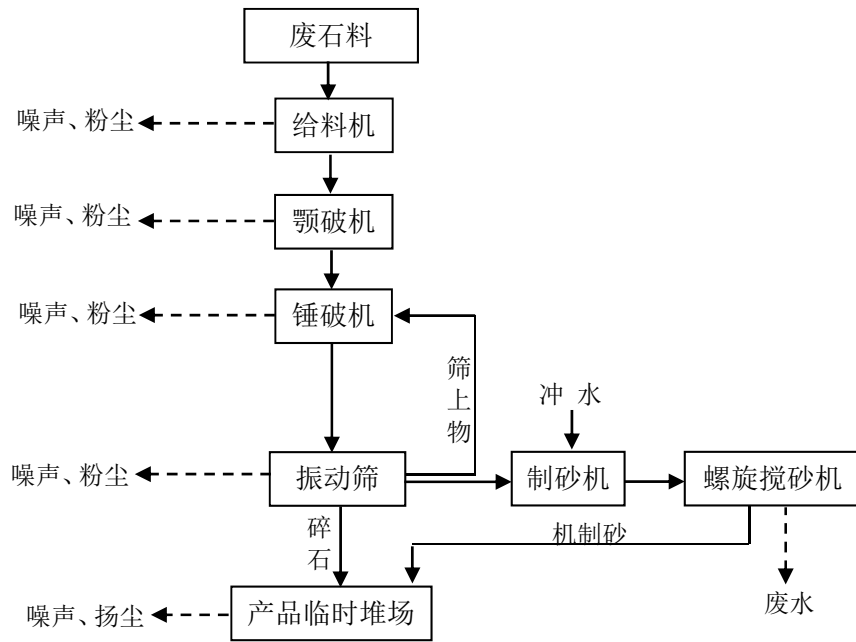 废石料
噪声、粉尘
给料机
噪声、粉尘
颚破机
噪声、粉尘
锤破机
筛上物
冲 水
噪声、粉尘
振动筛
制砂机
螺旋搅砂机
碎石
机制砂
噪声、扬尘
产品临时堆场
废水